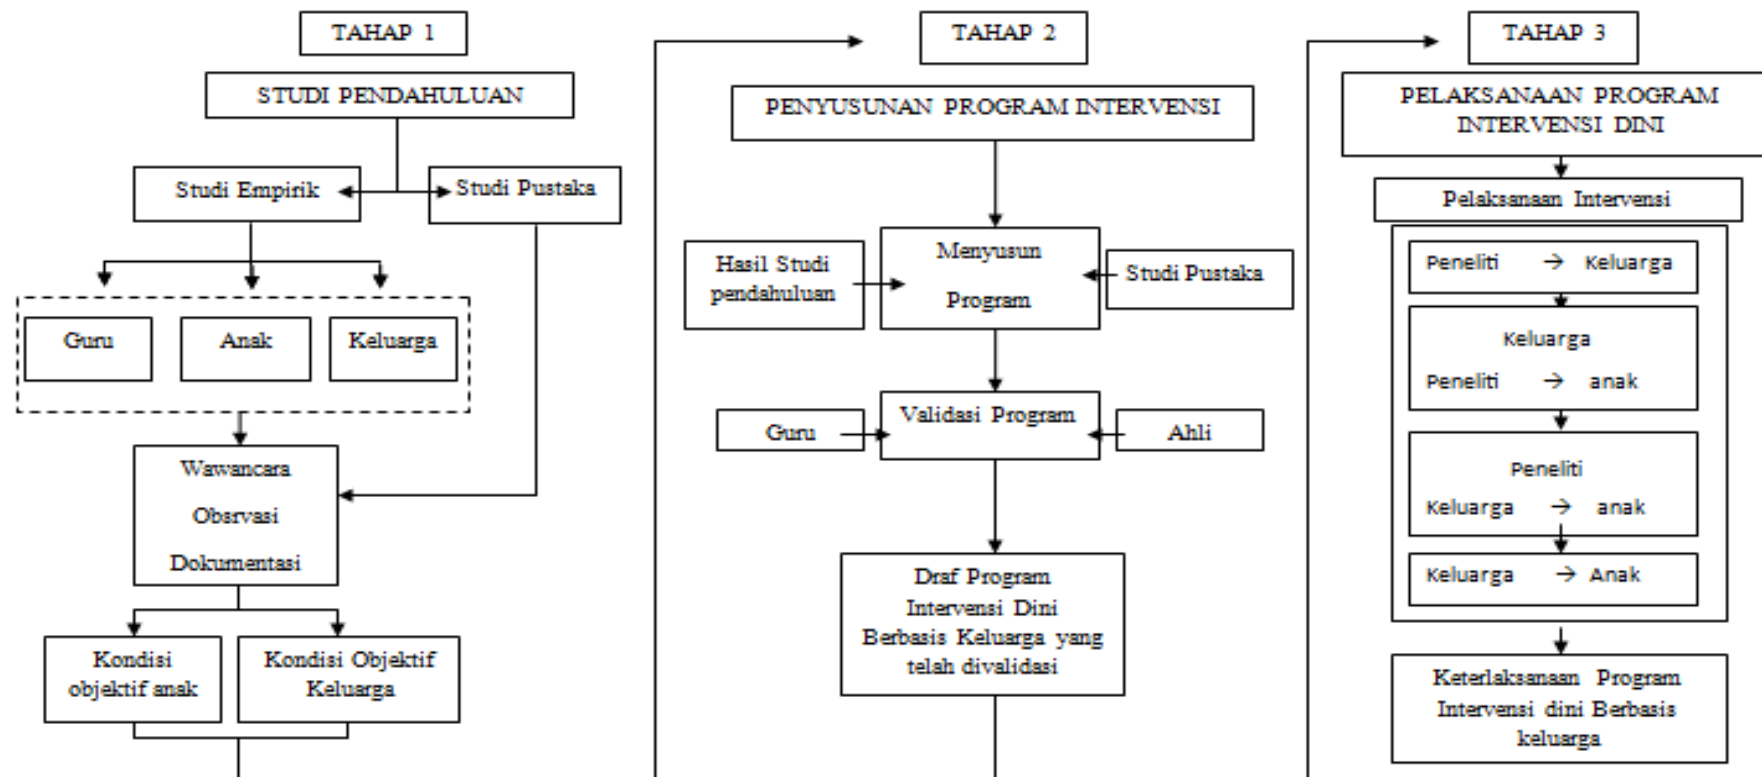 TAHAP 1
STUDI PENDAHULUAN
Studi Empirik
Studi Pustaka
Guru
Anak
Keluarga
Wawancara
Obsrvasi
Dokumentasi
Kondisi
objektif anak
Kondisi Objektif
Keluarga
TAHAP 2
PENYUSUNAN PROGRAM INTERVENSI
Hasil Studi
pendahuluan
Menyusun
Program
Studi Pustaka
Guru
Validasi Program
Ahli
Draf Program
Intervensi Dini
Berbasis Keluarga yang
telah divalidasi
TAHAP 3
PELAKSANAAN PROGRAM
INTERVENSI DINI
Pelaksanaan Intervensi
Peneliti → Keluarga
Keluarga
Peneliti → anak
Peneliti
Keluarga → anak
Keluarga → Anak
Keterlaksanaan Program
Intervensi dini Berbasis
keluarga